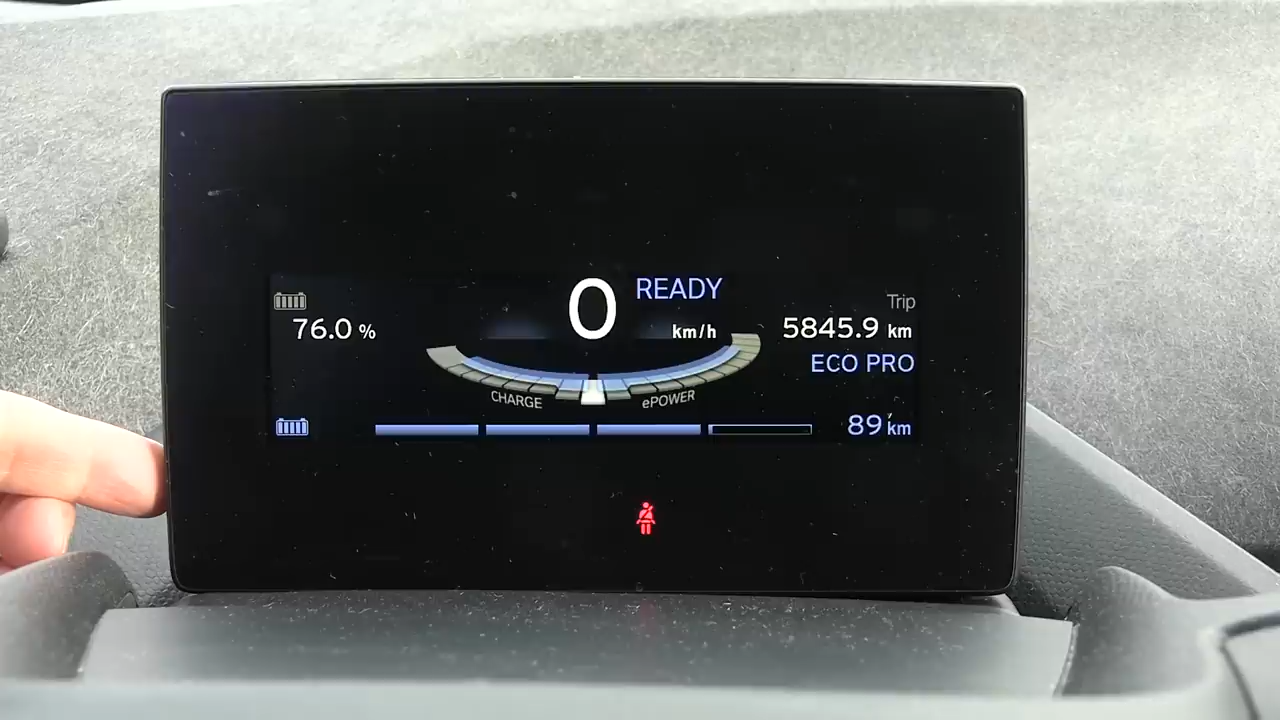 0 READY
km/h
76.0 %
Trip
5845.9 km
ECO PRO
CHARGE
ePOWER
89 km